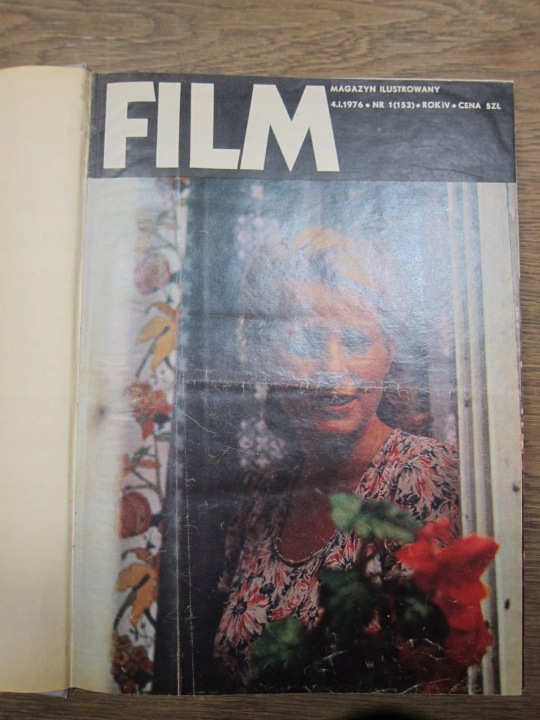 FILM
MAGAZYN ILUSTROWANY
4.I.1976 • NR 1(153) • ROK IV • CENA 5ZŁ